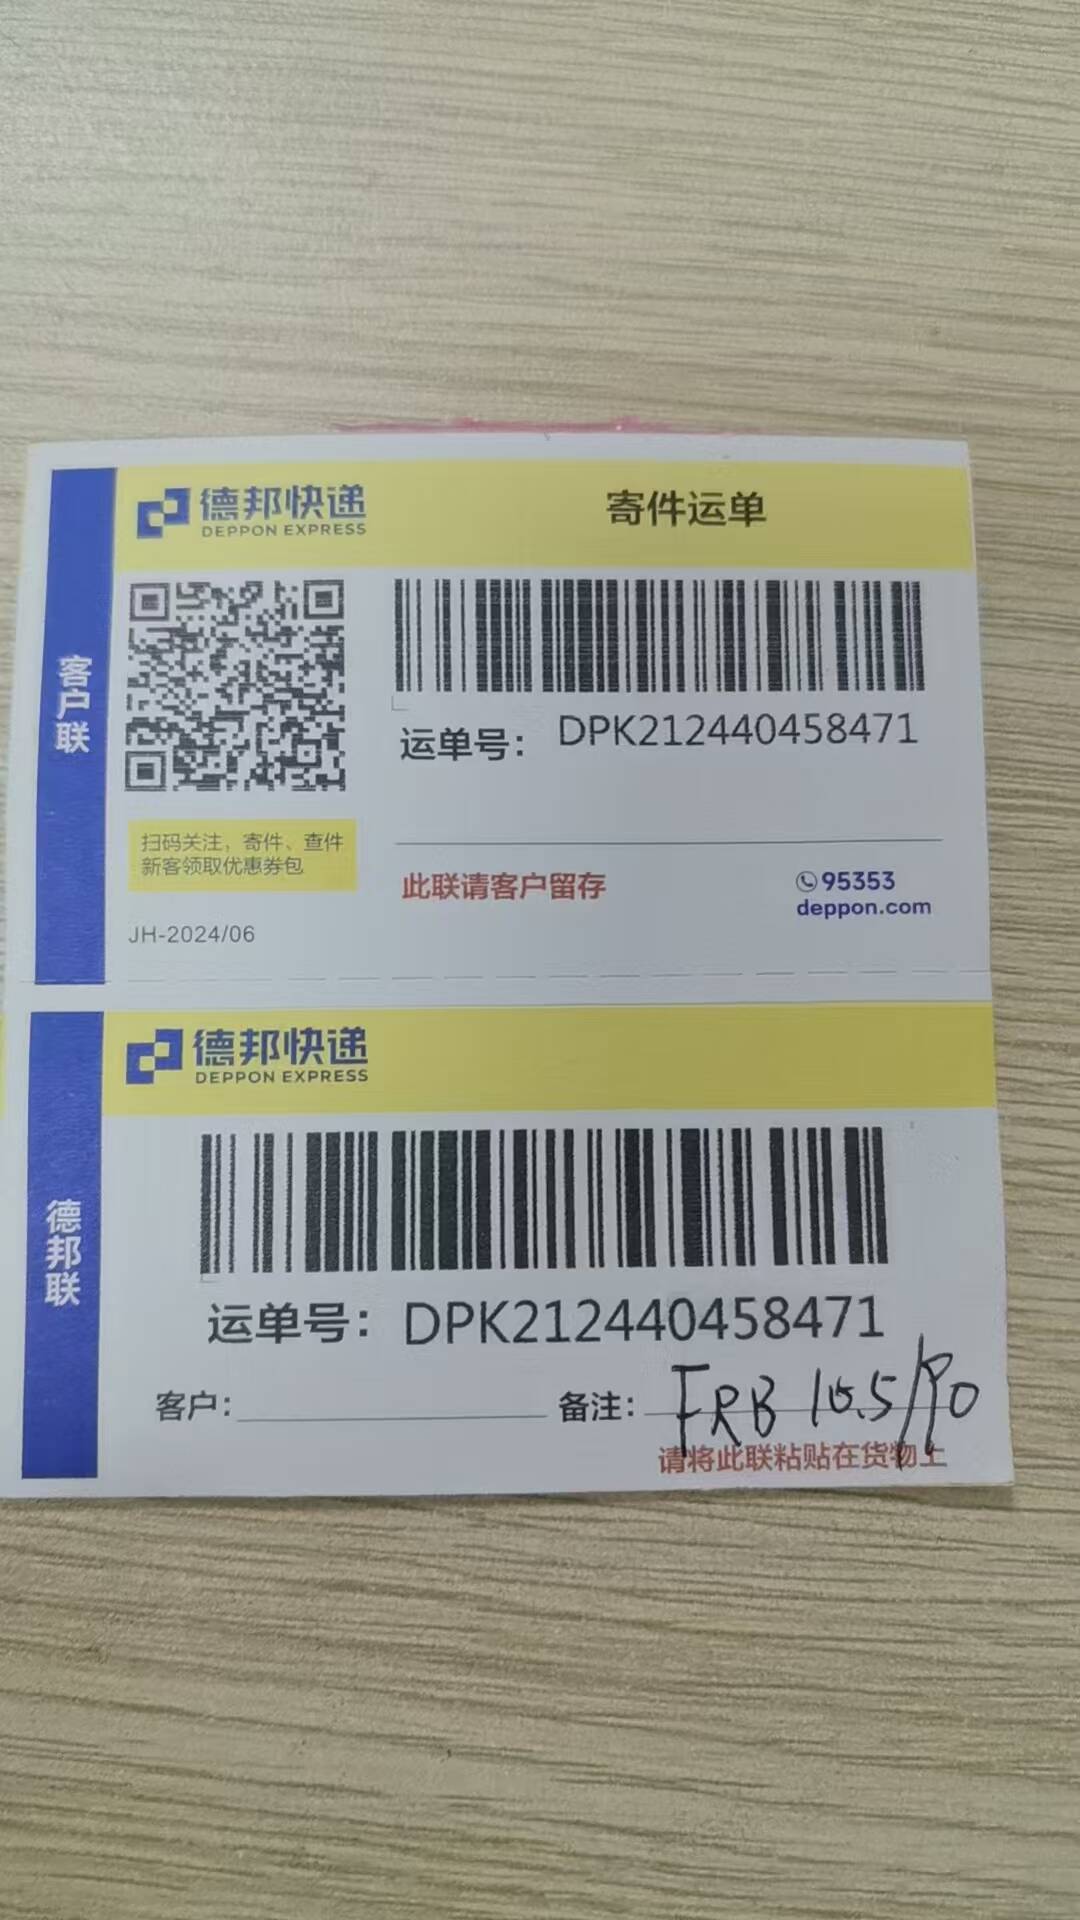 德邦快递
DEPPON EXPRESS
寄件运单
客户联
运单号: DPK212440458471
扫码关注，寄件、查件
新客领取优惠券包
此联请客户留存
95353
deppon.com
JH-2024/06
德邦快递
DEPPON EXPRESS
德邦联
运单号: DPK212440458471
客户:
备注: FRB
请将此联粘贴在货物上